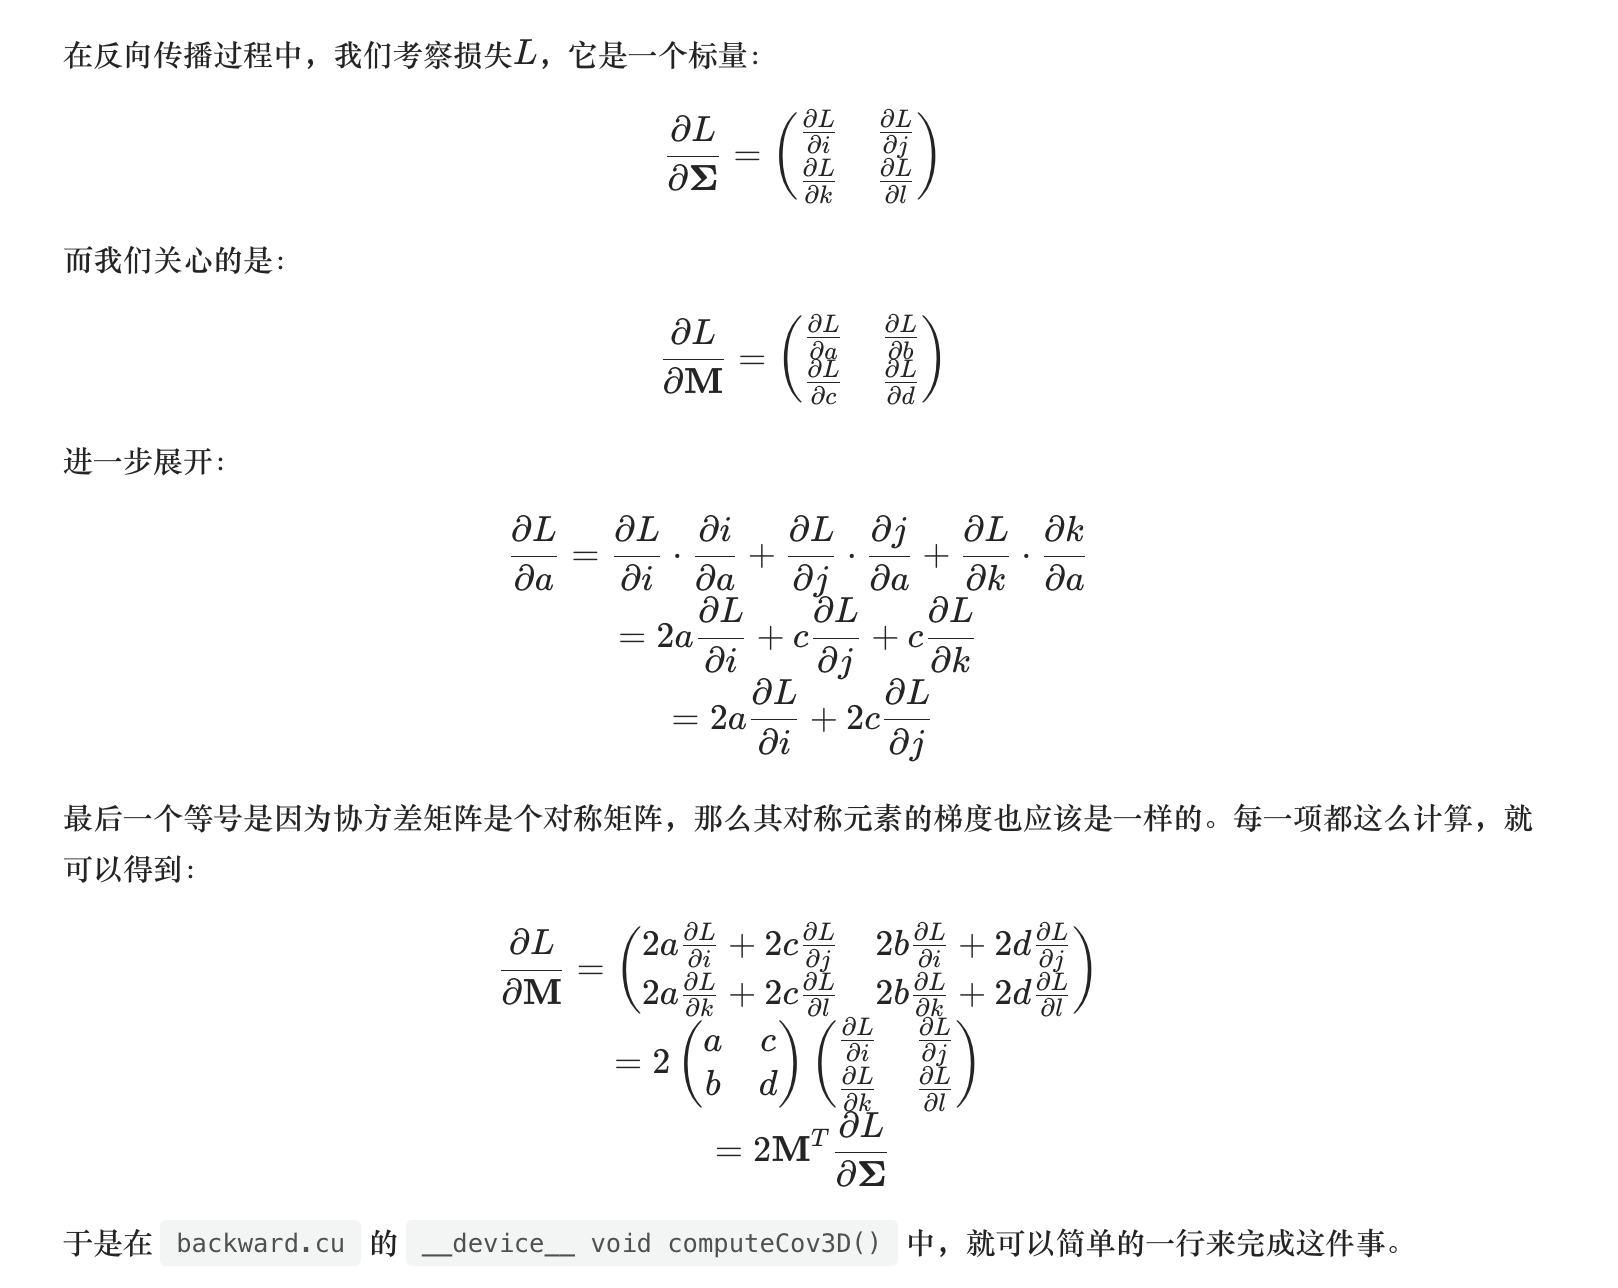 在反向传播过程中，我们考察损失L，它是一个标量：
\frac{\partial L}{\partial \mathbf{\Sigma}} = \begin{pmatrix} \frac{\partial L}{\partial i} & \frac{\partial L}{\partial j} \\ \frac{\partial L}{\partial k} & \frac{\partial L}{\partial l} \end{pmatrix}
而我们关心的是：
\frac{\partial L}{\partial \mathbf{M}} = \begin{pmatrix} \frac{\partial L}{\partial a} & \frac{\partial L}{\partial b} \\ \frac{\partial L}{\partial c} & \frac{\partial L}{\partial d} \end{pmatrix}
进一步展开：
\frac{\partial L}{\partial a} = \frac{\partial L}{\partial i} \cdot \frac{\partial i}{\partial a} + \frac{\partial L}{\partial j} \cdot \frac{\partial j}{\partial a} + \frac{\partial L}{\partial k} \cdot \frac{\partial k}{\partial a}
= 2a\frac{\partial L}{\partial i} + c\frac{\partial L}{\partial j} + c\frac{\partial L}{\partial k}
= 2a\frac{\partial L}{\partial i} + 2c\frac{\partial L}{\partial j}
最后一个等号是因为协方差矩阵是个对称矩阵，那么其对称元素的梯度也应该是一样的。每一项都这么计算，就
可以得到：
\frac{\partial L}{\partial \mathbf{M}} = \begin{pmatrix} 2a\frac{\partial L}{\partial i} + 2c\frac{\partial L}{\partial j} & 2b\frac{\partial L}{\partial i} + 2d\frac{\partial L}{\partial j} \\ 2a\frac{\partial L}{\partial k} + 2c\frac{\partial L}{\partial l} & 2b\frac{\partial L}{\partial k} + 2d\frac{\partial L}{\partial l} \end{pmatrix}
= 2 \begin{pmatrix} a & c \\ b & d \end{pmatrix} \begin{pmatrix} \frac{\partial L}{\partial i} & \frac{\partial L}{\partial j} \\ \frac{\partial L}{\partial k} & \frac{\partial L}{\partial l} \end{pmatrix}
= 2\mathbf{M}^T \frac{\partial L}{\partial \mathbf{\Sigma}}
于是在 backward.cu 的 __device__ void computeCov3D() 中，就可以简单的一行来完成这件事。